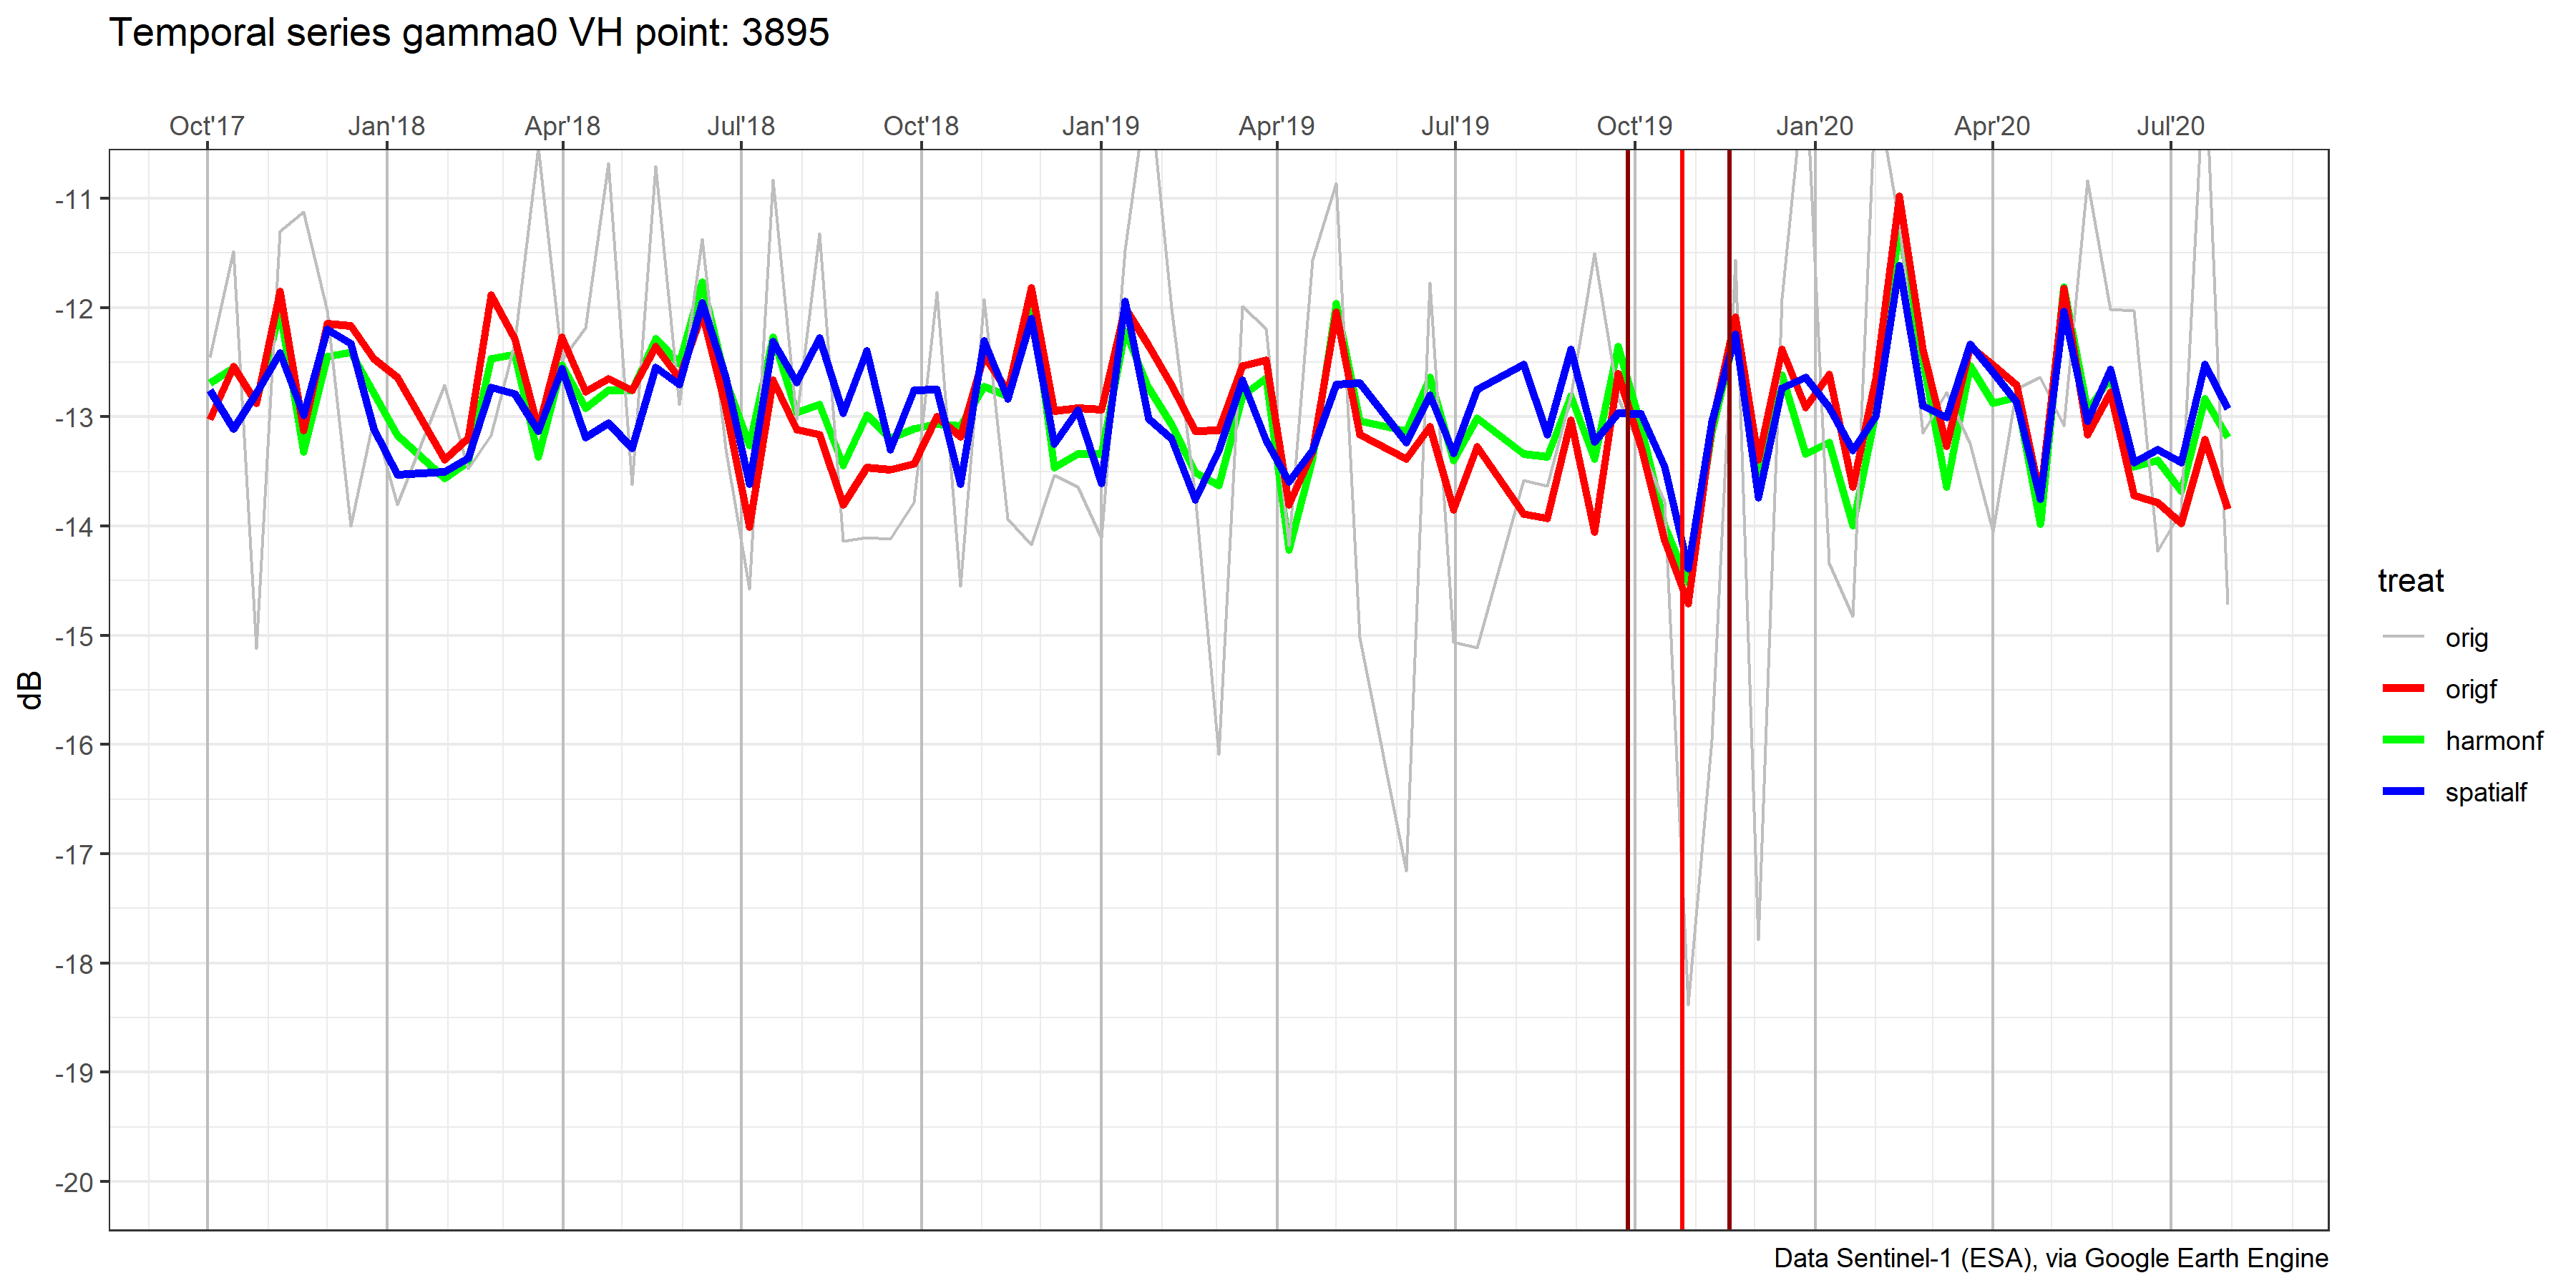 Temporal series gamma0 VH point: 3895
Oct'17 Jan'18 Apr'18 Jul'18 Oct'18 Jan'19 Apr'19 Jul'19 Oct'19 Jan'20 Apr'20 Jul'20
-11
-12
-13
-14
-15
-16
-17
-18
-19
-20
dB
treat
orig
origf
harmonf
spatialf
Data Sentinel-1 (ESA), via Google Earth Engine